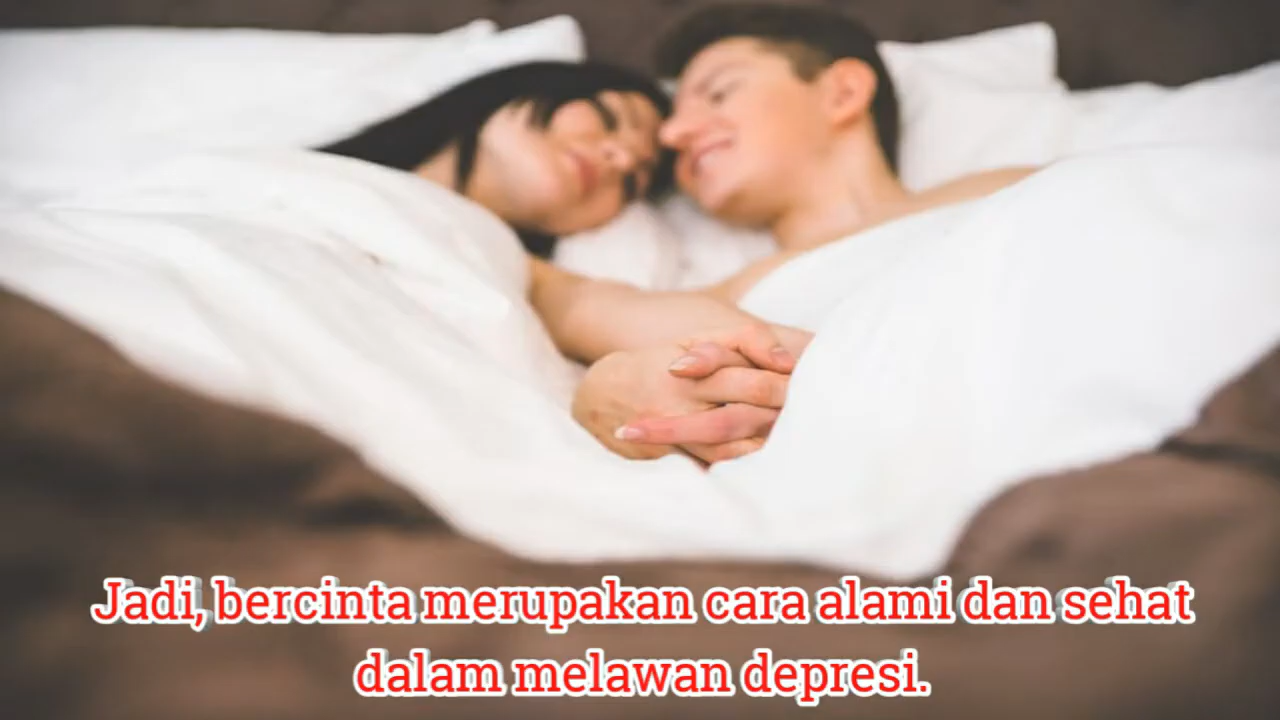 Jadi, bercinta merupakan cara alami dan sehat
dalam melawan depresi.